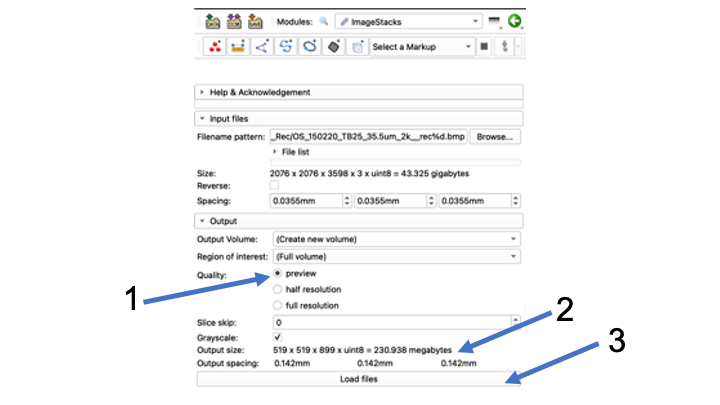 DATA DCM SAVE Modules: ImageStacks
Select a Markup
Help & Acknowledgement
Input files
Filename pattern: _Rec/OS_150220_TB25_35.5um_2k__rec%d.bmp Browse...
File list
Size: 2076 x 2076 x 3598 x 3 x uint8 = 43.325 gigabytes
Reverse:
Spacing: 0.0355mm 0.0355mm 0.0355mm
Output
Output Volume: (Create new volume)
Region of interest: (Full volume)
Quality: preview
1
half resolution
full resolution
Slice skip: 0
2
Grayscale:
Output size: 519 x 519 x 899 x uint8 = 230.938 megabytes
3
Output spacing: 0.142mm 0.142mm 0.142mm
Load files